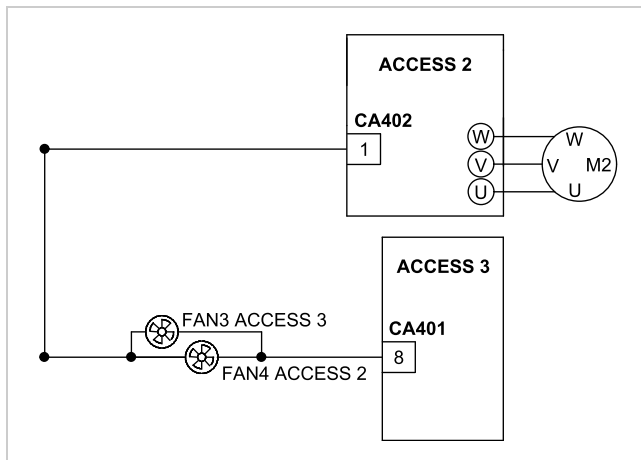 ACCESS 2
CA402
1
W
V
U
W
V M2
U
ACCESS 3
CA401
8
FAN3 ACCESS 3
FAN4 ACCESS 2